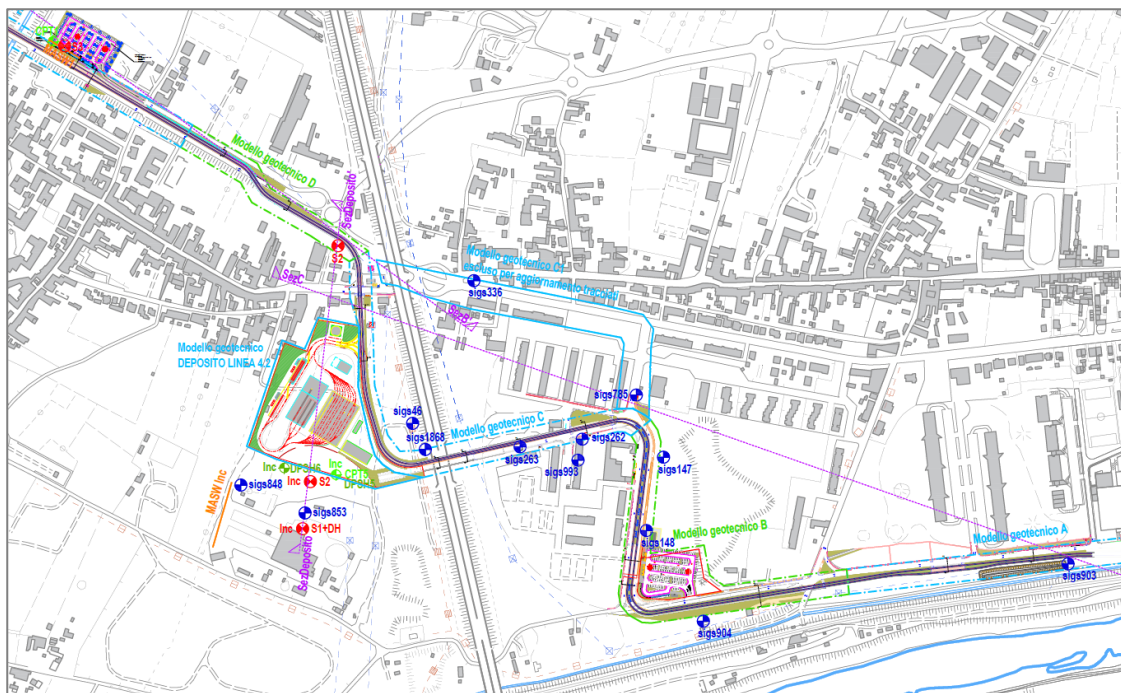 Modello geotecnico D
SezDeposito'
S2
SezC
Modello geotecnico C1
escluso per aggiornamento tracciato
sigs336
SezB
Modello geotecnico
DEPOSITO LINEA 4/2
sigs785
sigs46
Modello geotecnico C
sigs1868
sigs262
sigs263
sigs993
sigs147
Inc
DPSH6
Inc
CPT5
DPSH5
Inc
S2
sigs848
MASW Inc
sigs853
Inc
S1+DH
SezDeposito
sigs148
Modello geotecnico B
Modello geotecnico A
sigs903
sigs904